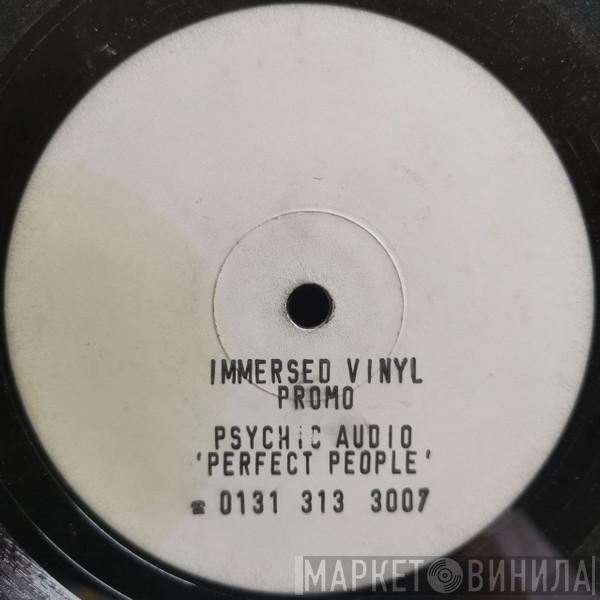 IMMERSED VINYL
PROMO
PSYCHIC AUDIO
'PERFECT PEOPLE'
☎ 0131 313 3007
МАРКЕТ ВИНИЛА